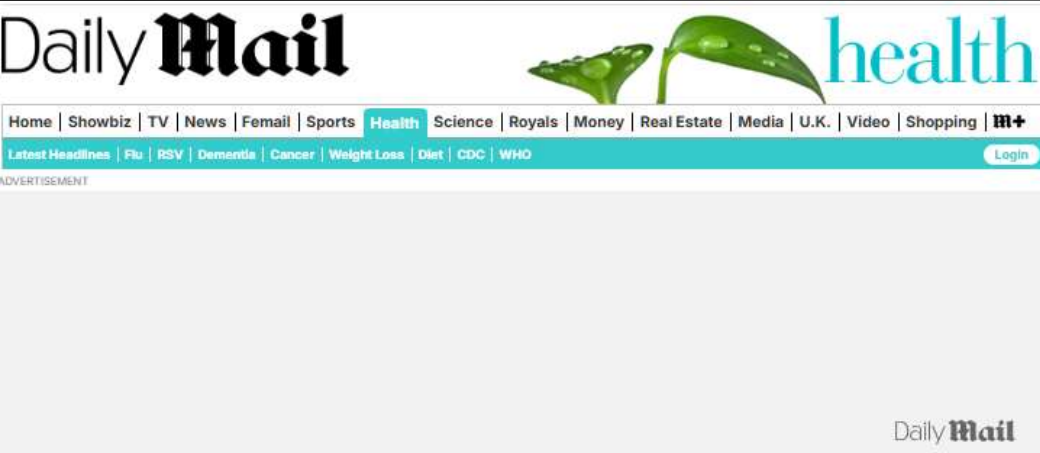 Daily Mail health
Home | Showbiz | TV | News | Femail | Sports | Health Science | Royals | Money | Real Estate | Media | U.K. | Video | Shopping | m+
Latest Headlines | Flu | RSV | Dementia | Cancer | Weight Loss | Diet | CDC | WHO Login
ADVERTISEMENT
Daily Mail